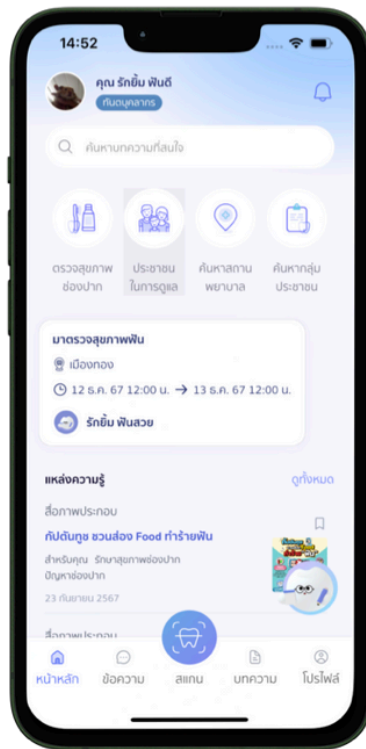 14:52
คุณ รักยิ้ม ฟันดี
ทันตบุคลากร
ค้นหาบทความที่สนใจ
ตรวจสุขภาพ
ช่องปาก
ประชาชน
ในการดูแล
ค้นหาสถาน
พยาบาล
ค้นหากลุ่ม
ประชาชน
มาตรวจสุขภาพฟัน
เมืองทอง
12 ธ.ค. 67 12:00 น. → 13 ธ.ค. 67 12:00 น.
รักยิ้ม ฟันสวย
แหล่งความรู้ ดูทั้งหมด
สื่อภาพประกอบ
กัปตันทูธ ชวนส่อง Food ทำร้ายฟัน
สำหรับคุณ รักษาสุขภาพช่องปาก
ปัญหาช่องปาก
23 กันยายน 2567
สื่อภาพประกอบ
หน้าหลัก ข้อความ สแกน บทความ โปรไฟล์